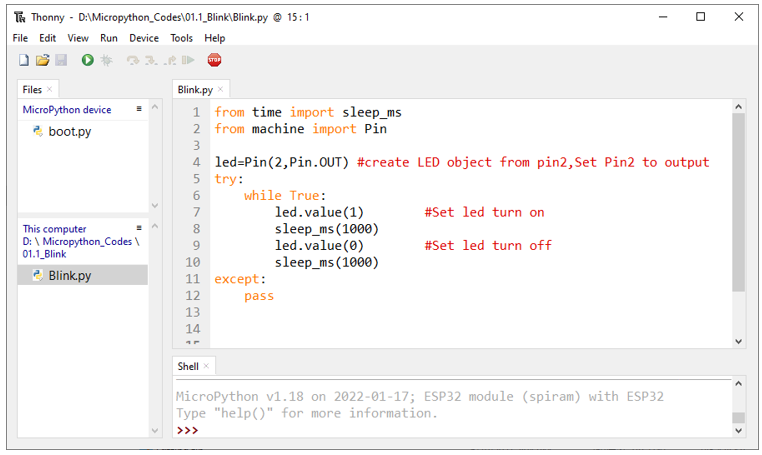 Thonny - D:\Micropython_Codes\01.1_Blink\Blink.py @ 15 : 1
File Edit View Run Device Tools Help
STOP
Files ×
MicroPython device ≡
boot.py
This computer ≡
D: \ Micropython_Codes \
01.1_Blink
Blink.py
Blink.py ×
1 from time import sleep_ms
2 from machine import Pin
3
4 led=Pin(2,Pin.OUT) #create LED object from pin2,Set Pin2 to output
5 try:
6     while True:
7         led.value(1)        #Set led turn on
8         sleep_ms(1000)
9         led.value(0)        #Set led turn off
10         sleep_ms(1000)
11 except:
12     pass
13
14
15
Shell ×
MicroPython v1.18 on 2022-01-17; ESP32 module (spiram) with ESP32
Type "help()" for more information.
>>>